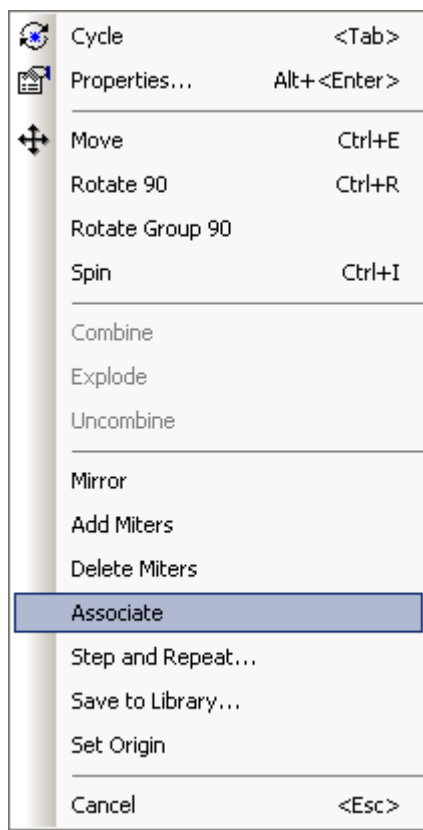 Cycle <Tab>
Properties... Alt+<Enter>
Move Ctrl+E
Rotate 90 Ctrl+R
Rotate Group 90
Spin Ctrl+I
Combine
Explode
Uncombine
Mirror
Add Miters
Delete Miters
Associate
Step and Repeat...
Save to Library...
Set Origin
Cancel <Esc>